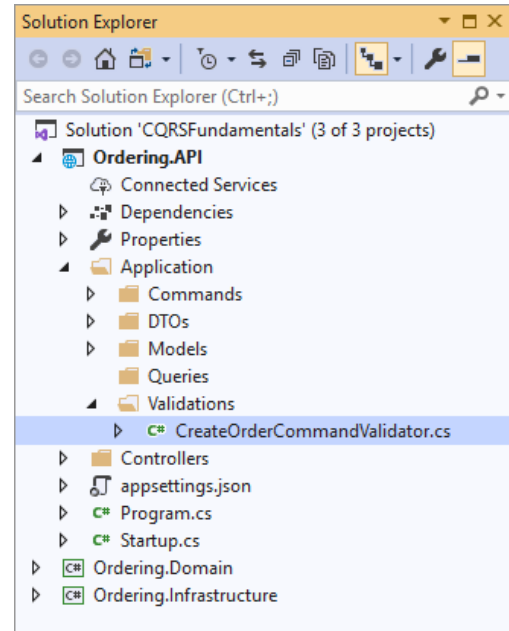 Solution Explorer
Search Solution Explorer (Ctrl+;)
Solution 'CQRSFundamentals' (3 of 3 projects)
Ordering.API
Connected Services
Dependencies
Properties
Application
Commands
DTOs
Models
Queries
Validations
C# CreateOrderCommandValidator.cs
Controllers
appsettings.json
C# Program.cs
C# Startup.cs
C# Ordering.Domain
C# Ordering.Infrastructure